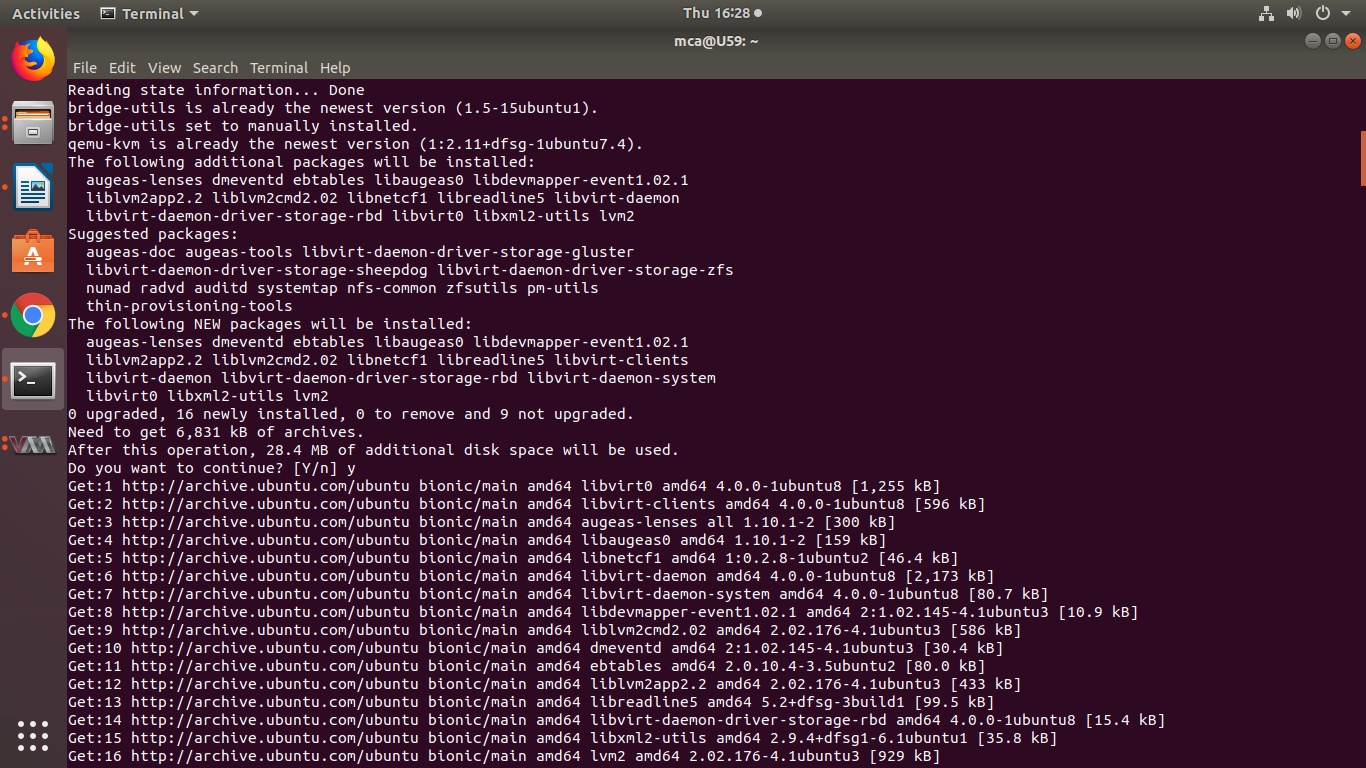 Activities Terminal Thu 16:28
mca@U59: ~
File Edit View Search Terminal Help
Reading state information... Done
bridge-utils is already the newest version (1.5-15ubuntu1).
bridge-utils set to manually installed.
qemu-kvm is already the newest version (1:2.11+dfsg-1ubuntu7.4).
The following additional packages will be installed:
  augeas-lenses dmeventd ebtables libaugeas0 libdevmapper-event1.02.1
  liblvm2app2.2 liblvm2cmd2.02 libnetcf1 libreadline5 libvirt-daemon
  libvirt-daemon-driver-storage-rbd libvirt0 libxml2-utils lvm2
Suggested packages:
  augeas-doc augeas-tools libvirt-daemon-driver-storage-gluster
  libvirt-daemon-driver-storage-sheepdog libvirt-daemon-driver-storage-zfs
  numad radvd auditd systemtap nfs-common zfsutils pm-utils
  thin-provisioning-tools
The following NEW packages will be installed:
  augeas-lenses dmeventd ebtables libaugeas0 libdevmapper-event1.02.1
  liblvm2app2.2 liblvm2cmd2.02 libnetcf1 libreadline5 libvirt-clients
  libvirt-daemon libvirt-daemon-driver-storage-rbd libvirt-daemon-system
  libvirt0 libxml2-utils lvm2
0 upgraded, 16 newly installed, 0 to remove and 9 not upgraded.
Need to get 6,831 kB of archives.
After this operation, 28.4 MB of additional disk space will be used.
Do you want to continue? [Y/n] y
Get:1 http://archive.ubuntu.com/ubuntu bionic/main amd64 libvirt0 amd64 4.0.0-1ubuntu8 [1,255 kB]
Get:2 http://archive.ubuntu.com/ubuntu bionic/main amd64 libvirt-clients amd64 4.0.0-1ubuntu8 [596 kB]
Get:3 http://archive.ubuntu.com/ubuntu bionic/main amd64 augeas-lenses all 1.10.1-2 [300 kB]
Get:4 http://archive.ubuntu.com/ubuntu bionic/main amd64 libaugeas0 amd64 1.10.1-2 [159 kB]
Get:5 http://archive.ubuntu.com/ubuntu bionic/main amd64 libnetcf1 amd64 1:0.2.8-1ubuntu2 [46.4 kB]
Get:6 http://archive.ubuntu.com/ubuntu bionic/main amd64 libvirt-daemon amd64 4.0.0-1ubuntu8 [2,173 kB]
Get:7 http://archive.ubuntu.com/ubuntu bionic/main amd64 libvirt-daemon-system amd64 4.0.0-1ubuntu8 [80.7 kB]
Get:8 http://archive.ubuntu.com/ubuntu bionic/main amd64 libdevmapper-event1.02.1 amd64 2:1.02.145-4.1ubuntu3 [10.9 kB]
Get:9 http://archive.ubuntu.com/ubuntu bionic/main amd64 liblvm2cmd2.02 amd64 2.02.176-4.1ubuntu3 [586 kB]
Get:10 http://archive.ubuntu.com/ubuntu bionic/main amd64 dmeventd amd64 2:1.02.145-4.1ubuntu3 [30.4 kB]
Get:11 http://archive.ubuntu.com/ubuntu bionic/main amd64 ebtables amd64 2.0.10.4-3.5ubuntu2 [80.0 kB]
Get:12 http://archive.ubuntu.com/ubuntu bionic/main amd64 liblvm2app2.2 amd64 2.02.176-4.1ubuntu3 [433 kB]
Get:13 http://archive.ubuntu.com/ubuntu bionic/main amd64 libreadline5 amd64 5.2+dfsg-3build1 [99.5 kB]
Get:14 http://archive.ubuntu.com/ubuntu bionic/main amd64 libvirt-daemon-driver-storage-rbd amd64 4.0.0-1ubuntu8 [15.4 kB]
Get:15 http://archive.ubuntu.com/ubuntu bionic/main amd64 libxml2-utils amd64 2.9.4+dfsg1-6.1ubuntu1 [35.8 kB]
Get:16 http://archive.ubuntu.com/ubuntu bionic/main amd64 lvm2 amd64 2.02.176-4.1ubuntu3 [929 kB]